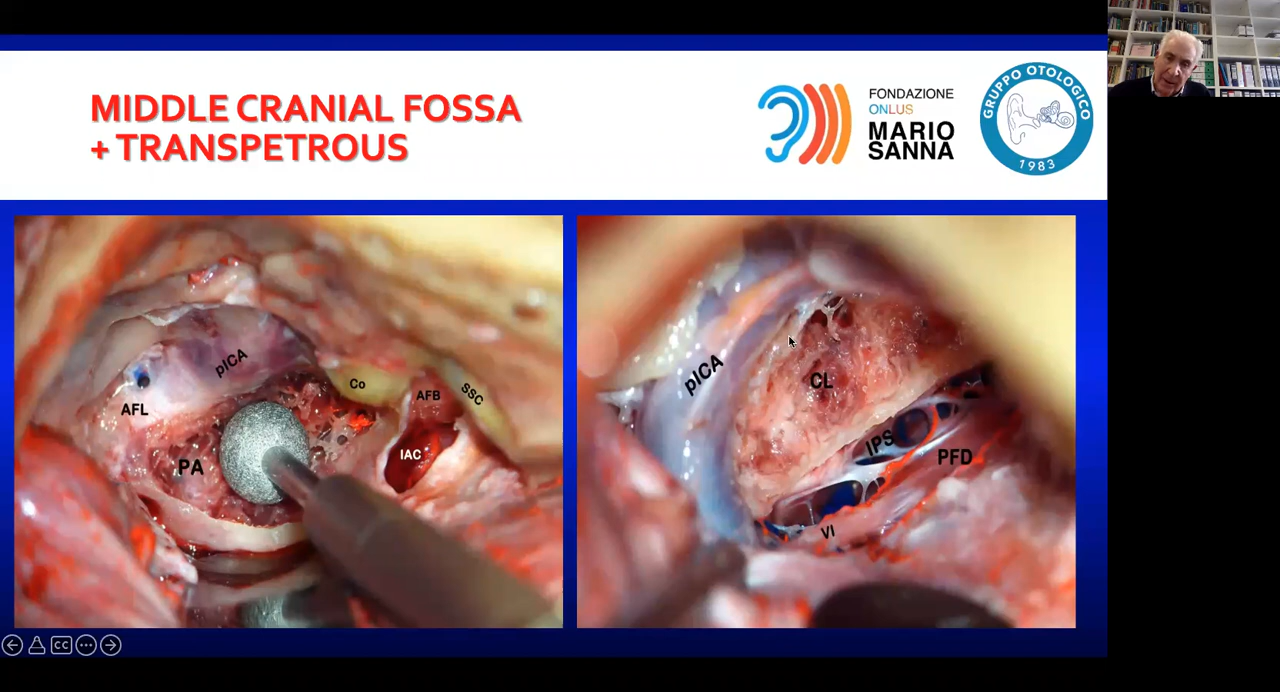 MIDDLE CRANIAL FOSSA
+ TRANSPETROUS
FONDAZIONE
ONLUS
MARIO
SANNA
GRUPPO OTOLOGICO
1983
pICA
AFL
PA
Co
AFB
SSC
IAC
pICA
CL
IPS
PFD
VI
CC